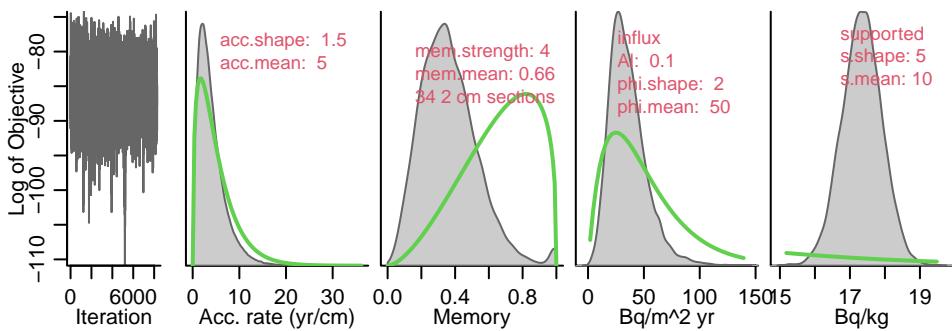 Log of Objective
−80
−90
−100
−110
0
6000
Iteration
acc.shape: 1.5
acc.mean: 5
0
10
20
30
Acc. rate (yr/cm)
mem.strength: 4
mem.mean: 0.66
34 2 cm sections
0.0
0.4
0.8
Memory
influx
Al: 0.1
phi.shape: 2
phi.mean: 50
0
50
100
150
Bq/m^2 yr
supported
s.shape: 5
s.mean: 10
15
17
19
Bq/kg